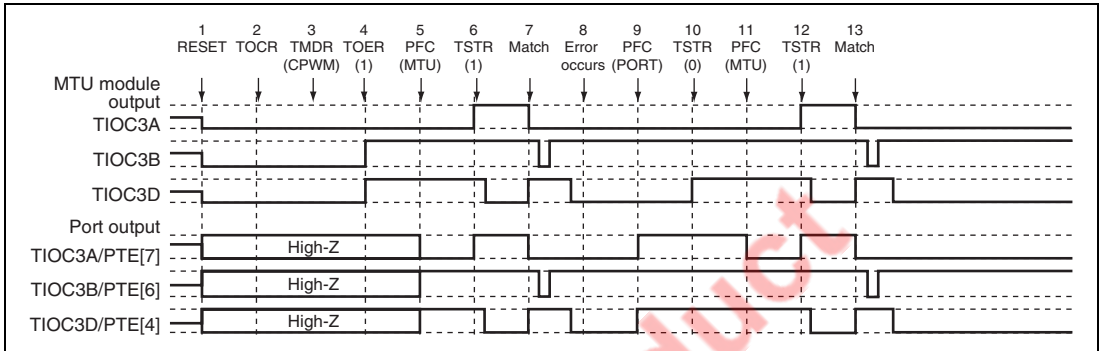 1 2 3 4 5 6 7 8 9 10 11 12 13
RESET TOCR TMDR TOER PFC TSTR Match Error PFC TSTR PFC TSTR Match
(CPWM) (1) (MTU) (1) occurs (PORT) (0) (MTU) (1)
MTU module
output
TIOC3A
TIOC3B
TIOC3D
Port output
TIOC3A/PTE[7] High-Z
TIOC3B/PTE[6] High-Z
TIOC3D/PTE[4] High-Z
duct